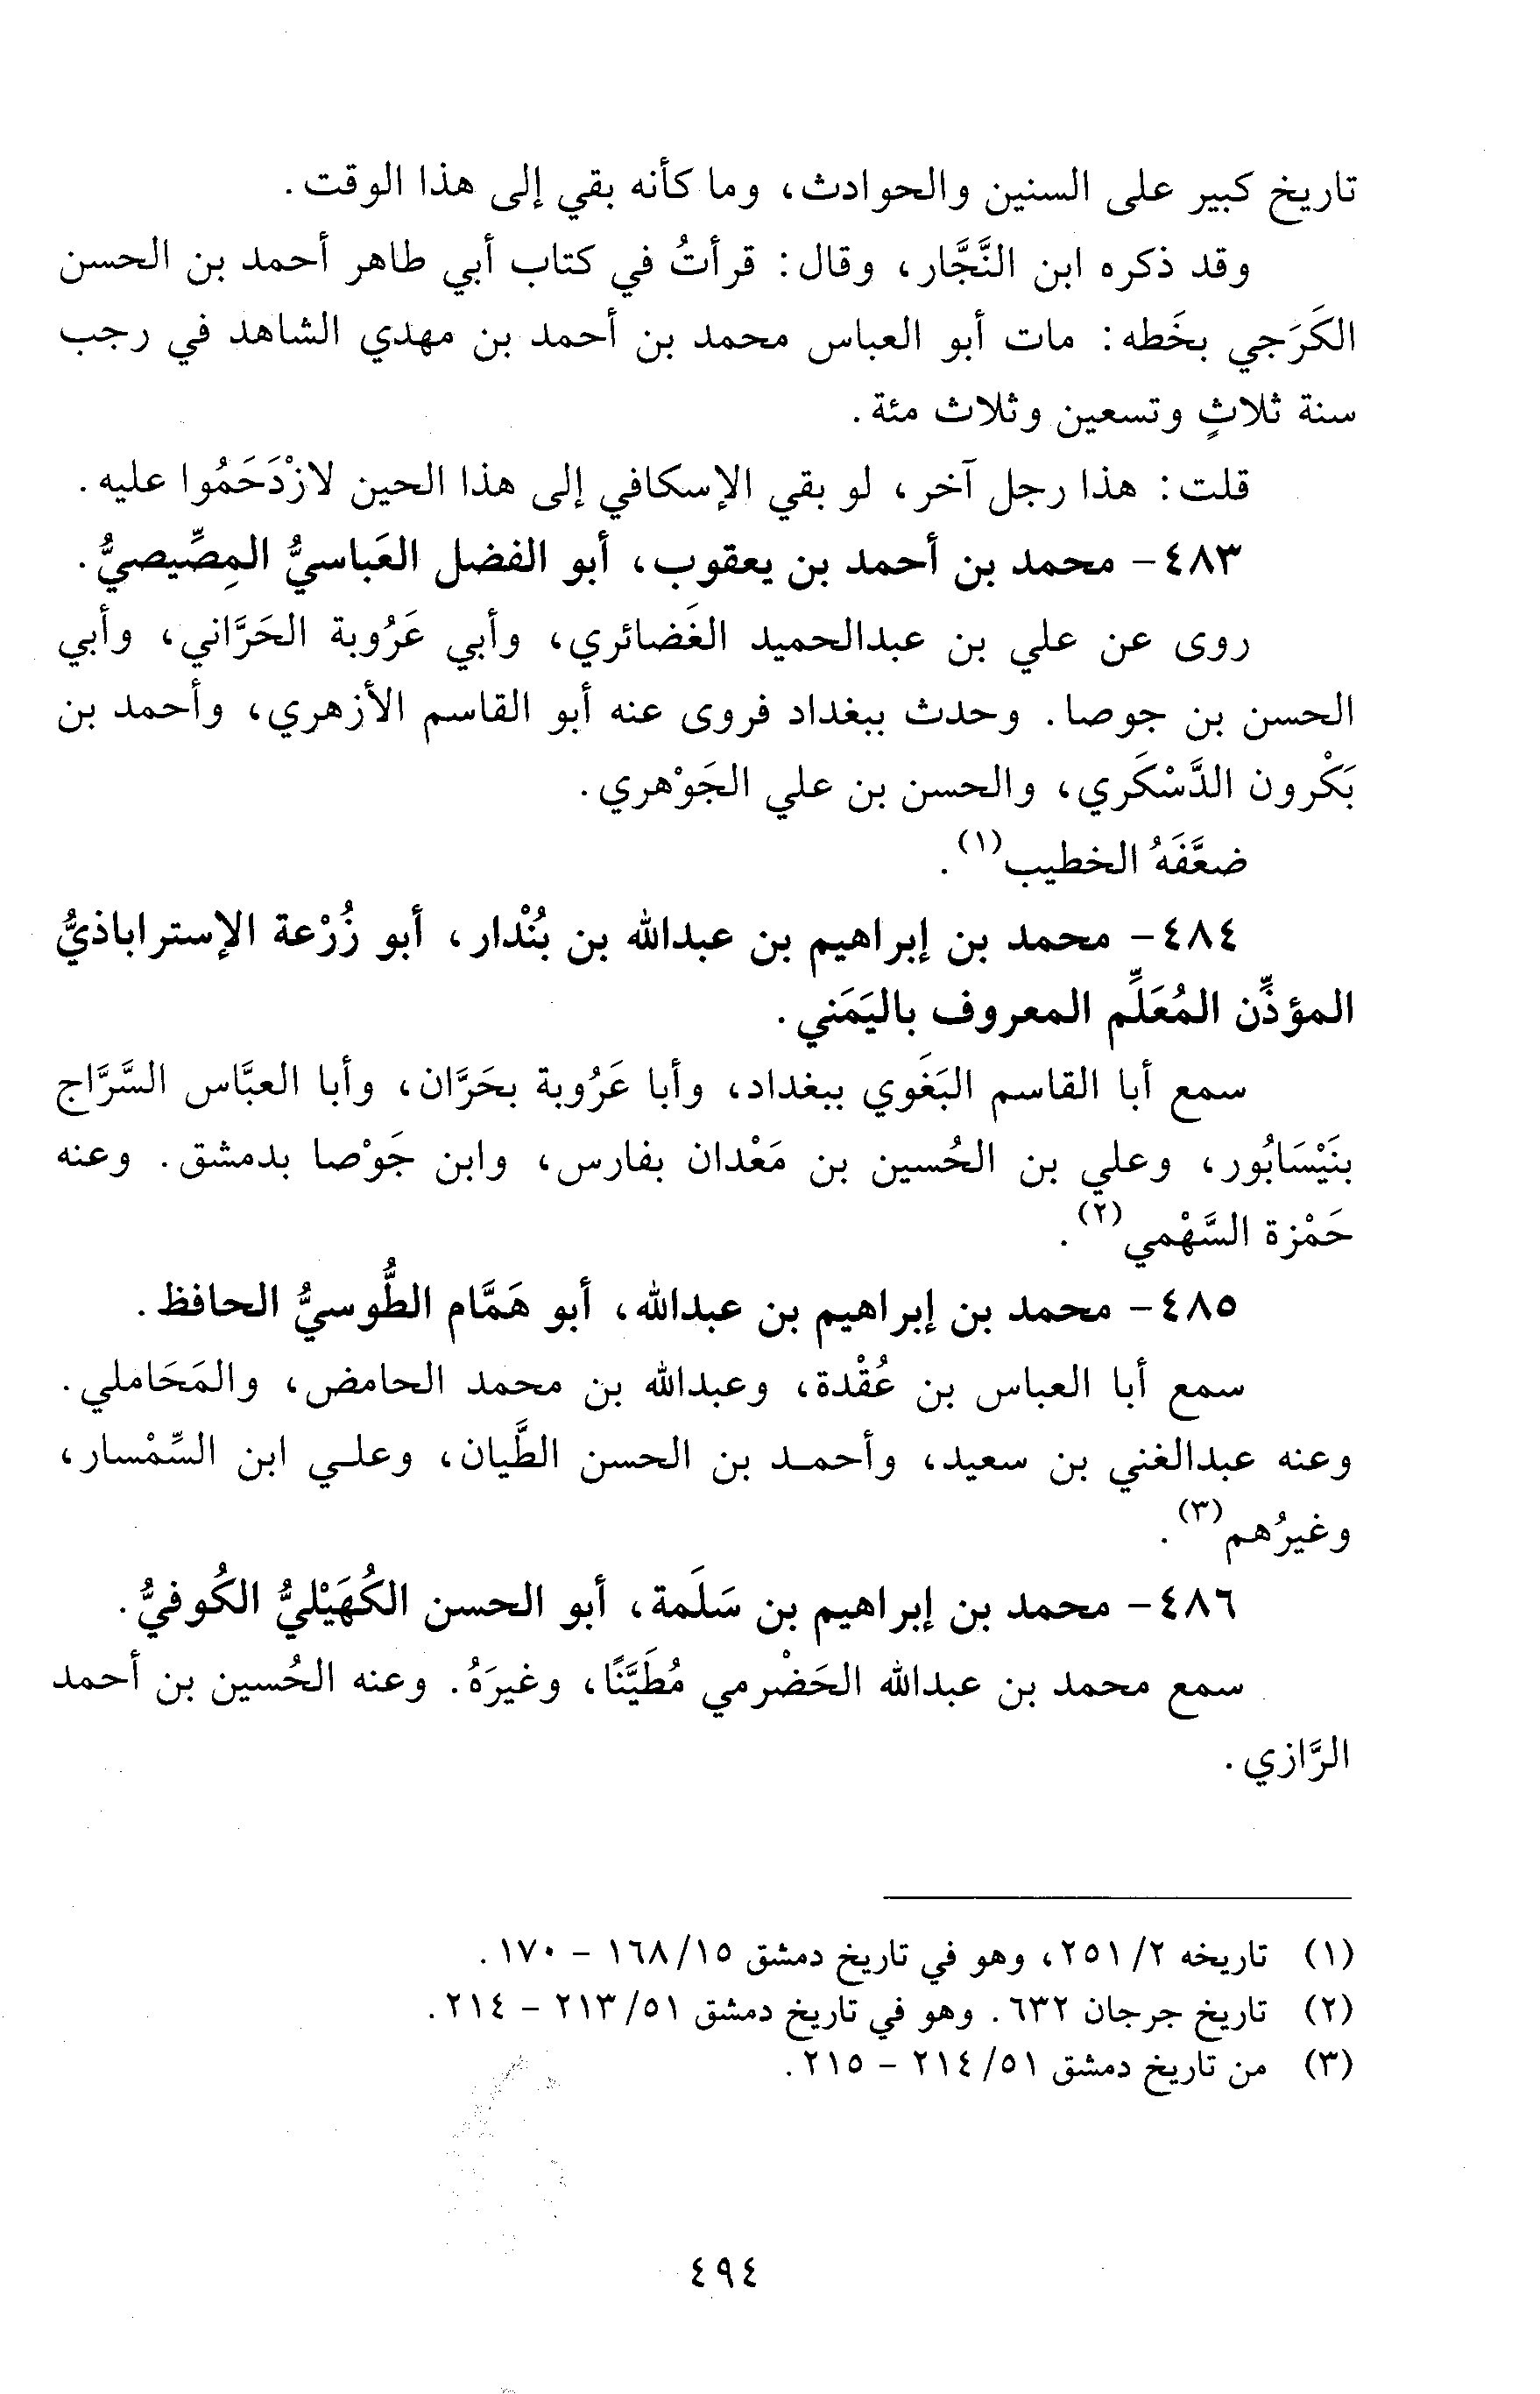 تاريخ كبير على السنين والحوادث، وما كأنه بقي إلى هذا الوقت.
وقد ذكره ابن النَّجَّار، وقال: قرأتُ في كتاب أبي طاهر أحمد بن الحسن
الكَرَجي بخَطه: مات أبو العباس محمد بن أحمد بن مهدي الشاهد في رجب
سنة ثلاثٍ وتسعين وثلاث مئة.
قلت: هذا رجل آخر، لو بقي الإسكافي إلى هذا الحين لازْدَحَمُوا عليه.
٤٨٣- محمد بن أحمد بن يعقوب، أبو الفضل العَباسيُّ المِصِّيصيُّ.
روى عن علي بن عبدالحميد الغَضائري، وأبي عَرُوبة الحَرَّاني، وأبي
الحسن بن جوصا. وحدث ببغداد فروى عنه أبو القاسم الأزهري، وأحمد بن
بَكْرون الدَّسْكَري، والحسن بن علي الجَوْهري.
ضعَّفَهُ الخطيب(١).
٤٨٤- محمد بن إبراهيم بن عبدالله بن بُنْدار، أبو زُرْعة الإستراباذيُّ
المؤذِّن المُعَلِّم المعروف باليَمَني.
سمع أبا القاسم البَغَوي ببغداد، وأبا عَرُوبة بحَرَّان، وأبا العبَّاس السَّرَّاج
بنَيْسَابُور، وعلي بن الحُسين بن مَعْدان بفارس، وابن جَوْصا بدمشق. وعنه
حَمْزة السَّهْمي(٢).
٤٨٥- محمد بن إبراهيم بن عبدالله، أبو هَمَّام الطُّوسيُّ الحافظ.
سمع أبا العباس بن عُقْدة، وعبدالله بن محمد الحامض، والمَحَاملي.
وعنه عبدالغني بن سعيد، وأحمد بن الحسن الطَّيان، وعلي ابن السِّمْسار،
وغيرُهم(٣).
٤٨٦- محمد بن إبراهيم بن سَلَمة، أبو الحسن الكُهَيْليُّ الكُوفيُّ.
سمع محمد بن عبدالله الحَضْرمي مُطَيَّنًا، وغيرَهُ. وعنه الحُسين بن أحمد
الرَّازي.
(١) تاريخه ٢/ ٢٥١، وهو في تاريخ دمشق ١٥/ ١٦٨ - ١٧٠.
(٢) تاريخ جرجان ٦٣٢. وهو في تاريخ دمشق ٥١/ ٢١٣ - ٢١٤.
(٣) من تاريخ دمشق ٥١/ ٢١٤ - ٢١٥.
٤٩٤